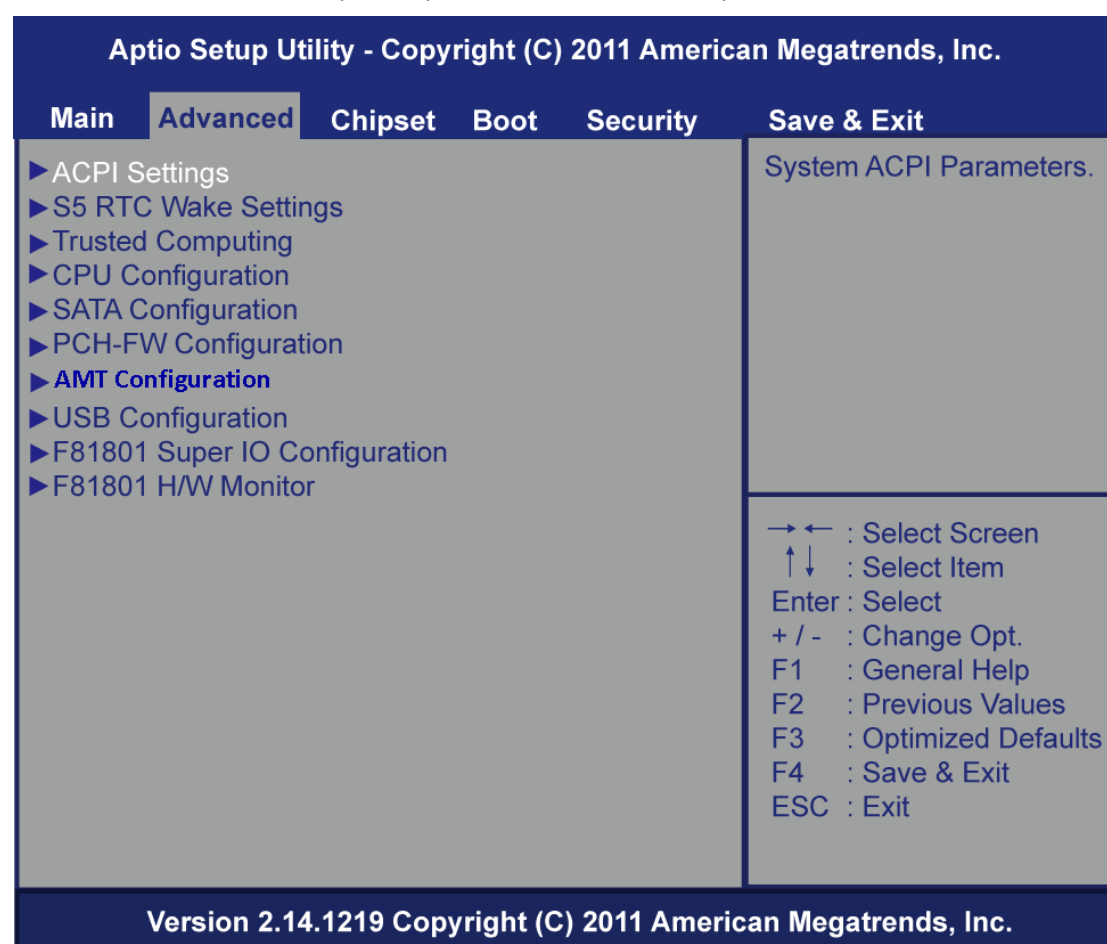 Aptio Setup Utility - Copyright (C) 2011 American Megatrends, Inc.
Main Advanced Chipset Boot Security Save & Exit
►ACPI Settings
►S5 RTC Wake Settings
►Trusted Computing
►CPU Configuration
►SATA Configuration
►PCH-FW Configuration
►AMT Configuration
►USB Configuration
►F81801 Super IO Configuration
►F81801 H/W Monitor
System ACPI Parameters.
→← : Select Screen
↑↓ : Select Item
Enter : Select
+ / - : Change Opt.
F1 : General Help
F2 : Previous Values
F3 : Optimized Defaults
F4 : Save & Exit
ESC : Exit
Version 2.14.1219 Copyright (C) 2011 American Megatrends, Inc.